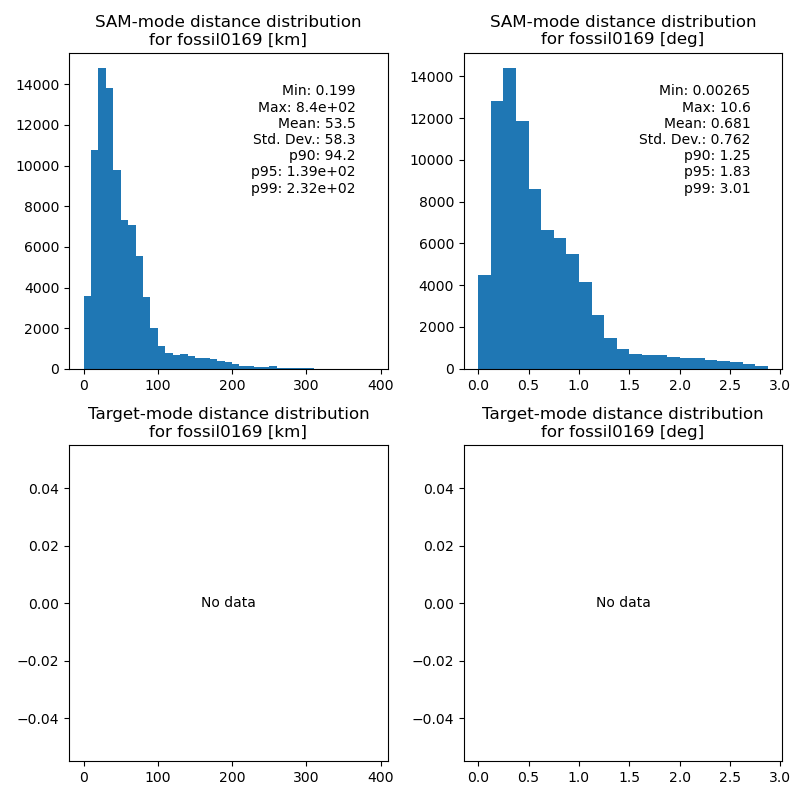 SAM-mode distance distribution
for fossil0169 [km]
14000
12000
10000
8000
6000
4000
2000
0
0 100 200 300 400
Min: 0.199
Max: 8.4e+02
Mean: 53.5
Std. Dev.: 58.3
p90: 94.2
p95: 1.39e+02
p99: 2.32e+02
SAM-mode distance distribution
for fossil0169 [deg]
14000
12000
10000
8000
6000
4000
2000
0
0.0 0.5 1.0 1.5 2.0 2.5 3.0
Min: 0.00265
Max: 10.6
Mean: 0.681
Std. Dev.: 0.762
p90: 1.25
p95: 1.83
p99: 3.01
Target-mode distance distribution
for fossil0169 [km]
0.04
0.02
0.00
−0.02
−0.04
No data
0 100 200 300 400
Target-mode distance distribution
for fossil0169 [deg]
0.04
0.02
0.00
−0.02
−0.04
No data
0.0 0.5 1.0 1.5 2.0 2.5 3.0